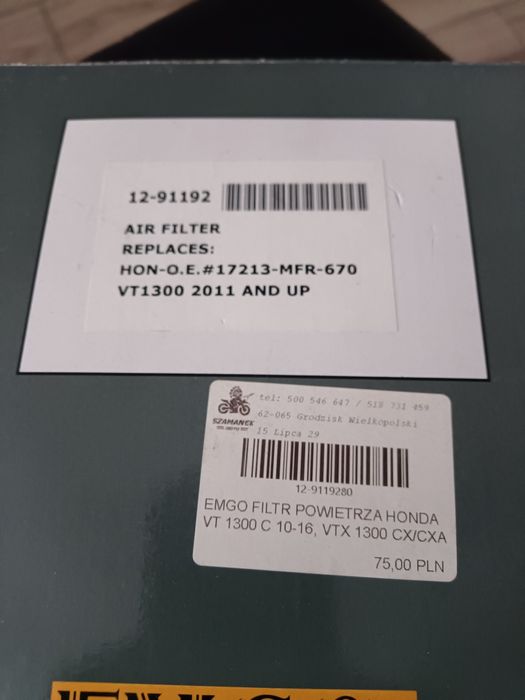 12-91192
AIR FILTER
REPLACES:
HON-O.E.#17213-MFR-670
VT1300 2011 AND UP
tel: 500 546 647 / 518 731 459
62-065 Grodzisk Wielkopolski
15 Lipca 29
SZAMANEK
12-9119280
EMGO FILTR POWIETRZA HONDA
VT 1300 C 10-16, VTX 1300 CX/CXA
75,00 PLN